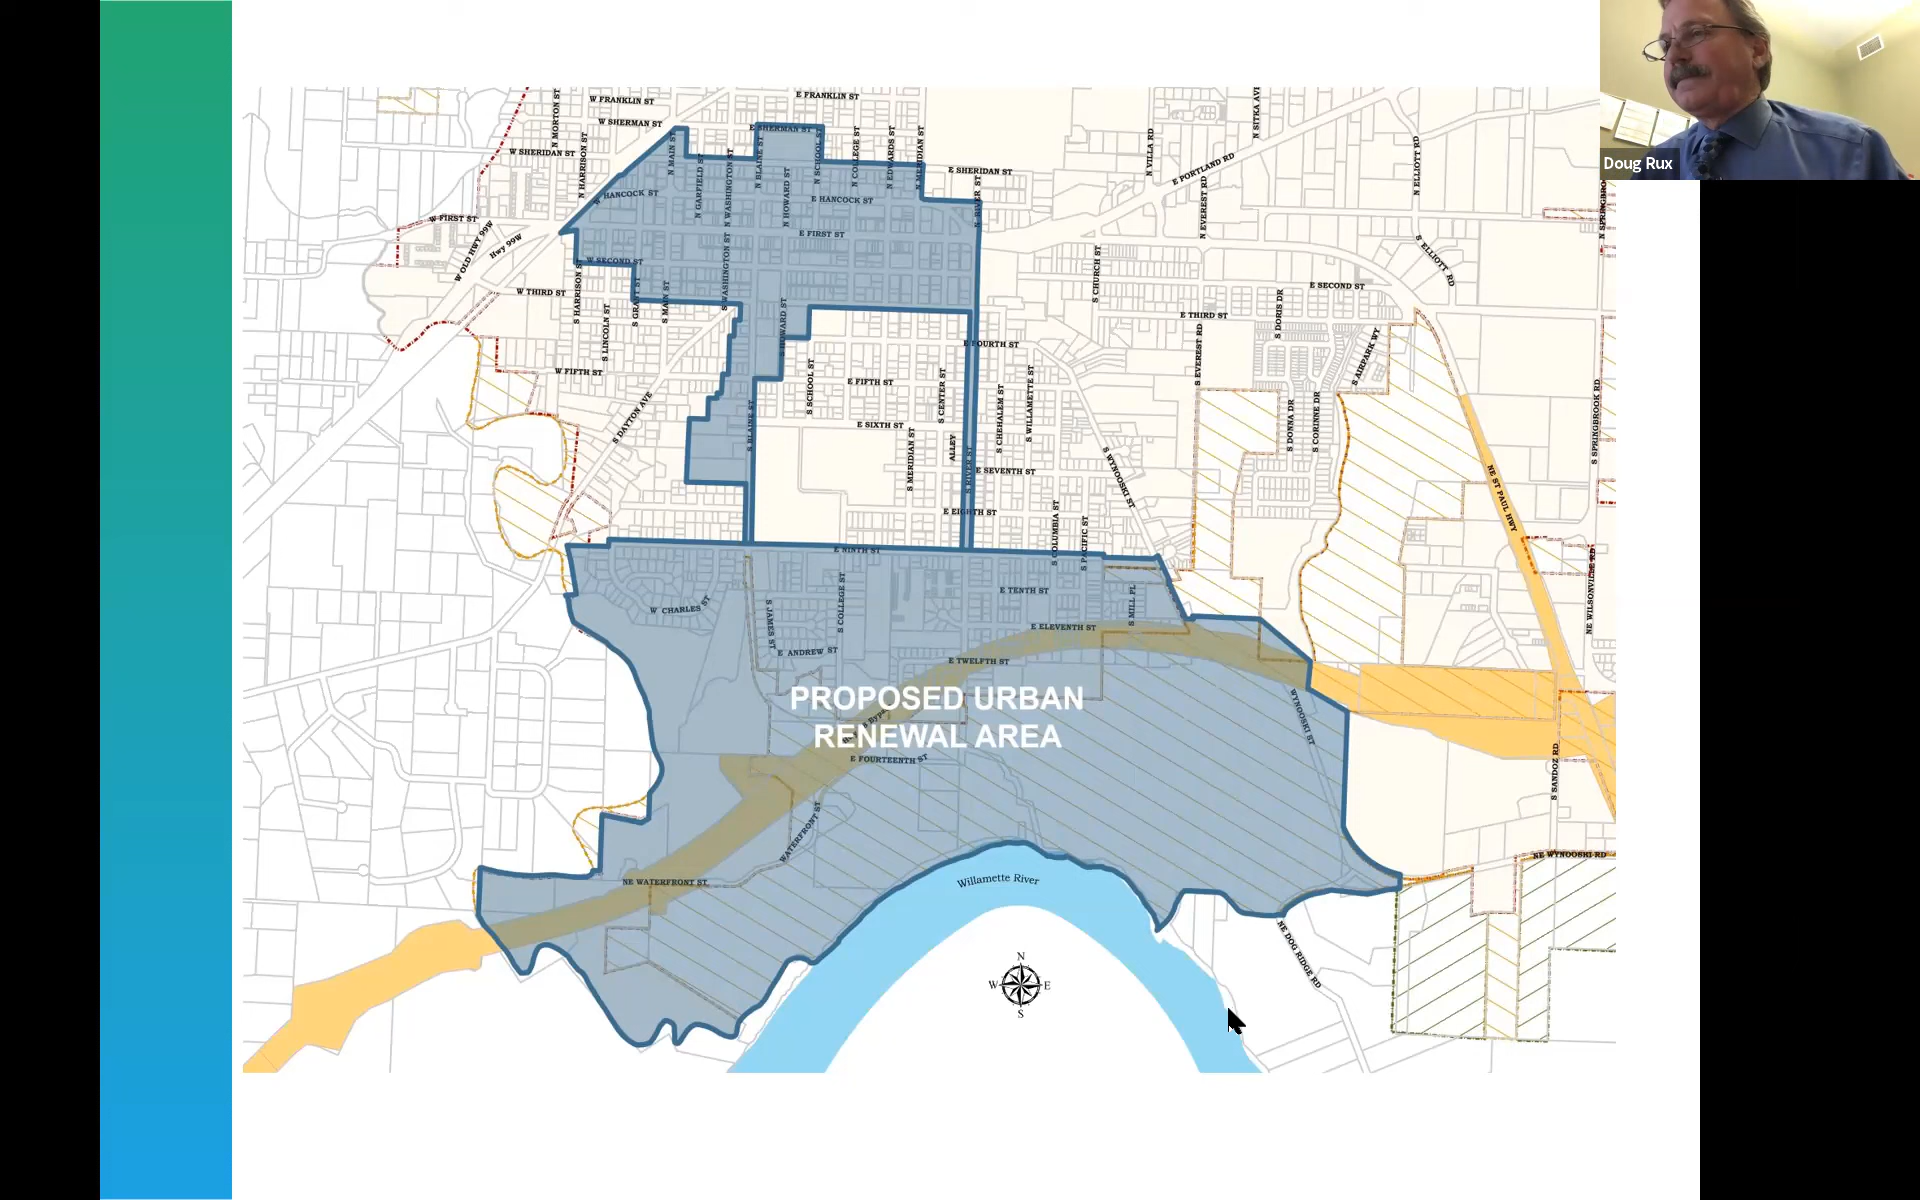 Doug Rux
E FRANKLIN ST
W FRANKLIN ST
W SHERMAN ST
E SHERMAN ST
W SHERIDAN ST
E SHERIDAN ST
N MORTON ST
N HARRISON ST
N MAIN ST
N GARFIELD ST
N WASHINGTON ST
N BLAINE ST
N HOWARD ST
N SCHOOL ST
N COLLEGE ST
N EDWARDS ST
N MERIDIAN ST
N RIVER ST
N VILLA RD
N SITKA AVE
E PORTLAND RD
N EVEREST RD
N ELLIOTT RD
W HANCOCK ST
E HANCOCK ST
W FIRST ST
E FIRST ST
W OLD HWY 99W
Hwy 99W
W SECOND ST
E SECOND ST
S ELLIOTT RD
N SPRINGBRO
W THIRD ST
E THIRD ST
S HARRISON ST
S LINCOLN ST
S GRANT ST
S MAIN ST
S WASHINGTON ST
S HOWARD ST
S CHURCH ST
S DORIS DR
S EVEREST RD
S AIRPARK WY
E FOURTH ST
W FIFTH ST
E FIFTH ST
S SCHOOL ST
S CENTER ST
S CHEHALEM ST
S WILLAMETTE ST
S DAYTON AVE
S BLAINE ST
E SIXTH ST
S MERIDIAN ST
ALLEY
S RIVER ST
E SEVENTH ST
S WYNOOSKI ST
S DONNA DR
S CORINNE DR
S SPRINGBROOK RD
NE ST PAUL HWY
E EIGHTH ST
S COLUMBIA ST
S PACIFIC ST
E NINTH ST
NE WILSONVILLE RD
W CHARLES ST
S JAMES ST
S COLLEGE ST
E TENTH ST
S MILL PL
E ELEVENTH ST
E ANDREW ST
E TWELFTH ST
PROPOSED URBAN
RENEWAL AREA
WYNOOSKI ST
E FOURTEENTH ST
S SANDOZ RD
WATERFRONT ST
NE WATERFRONT ST
Willamette River
NE WYNOOSKI RD
NE DOG RIDGE RD
N
W E
S